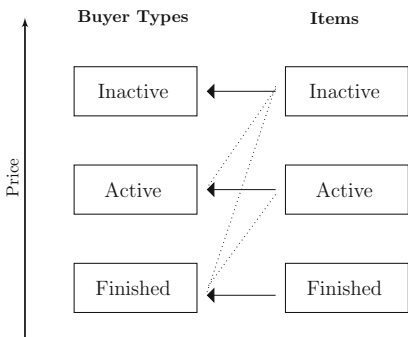 Buyer Types Items
Inactive Inactive
Price
Active Active
Finished Finished